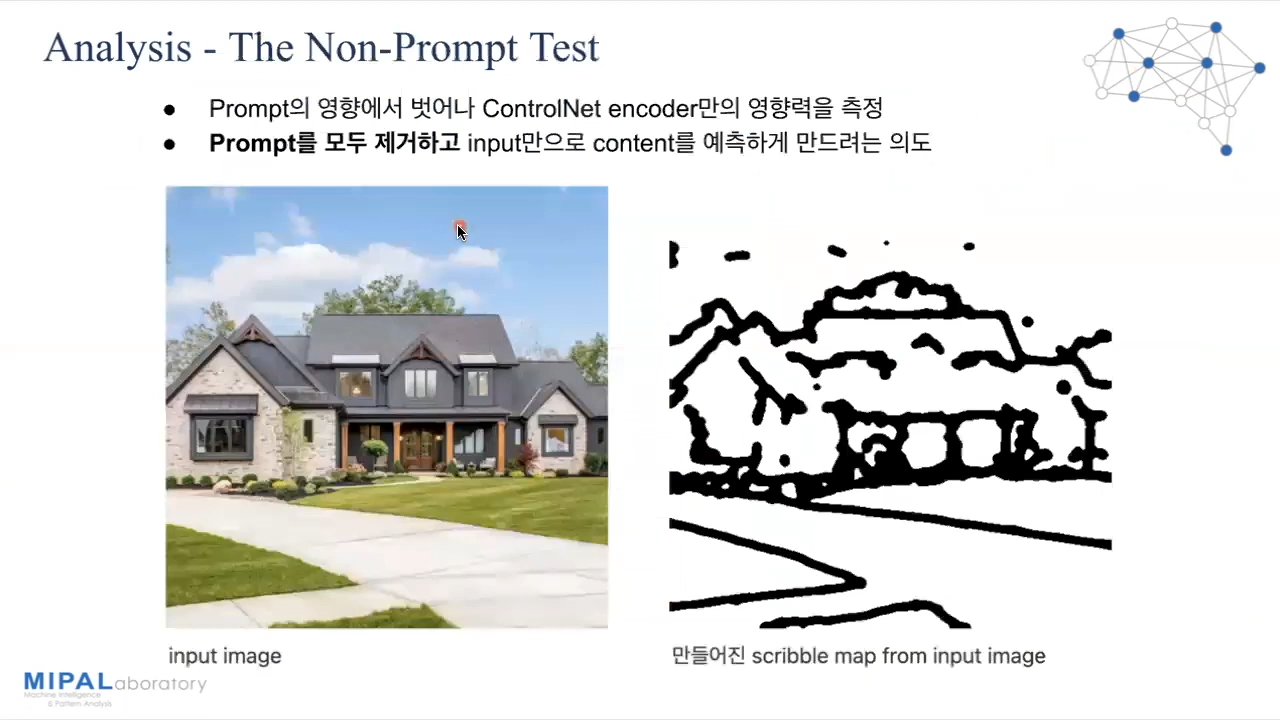 Analysis - The Non-Prompt Test
● Prompt의 영향에서 벗어나 ControlNet encoder만의 영향력을 측정
● Prompt를 모두 제거하고 input만으로 content를 예측하게 만드려는 의도
input image
만들어진 scribble map from input image
MIPALaboratory
Machine Intelligence
& Pattern Analysis